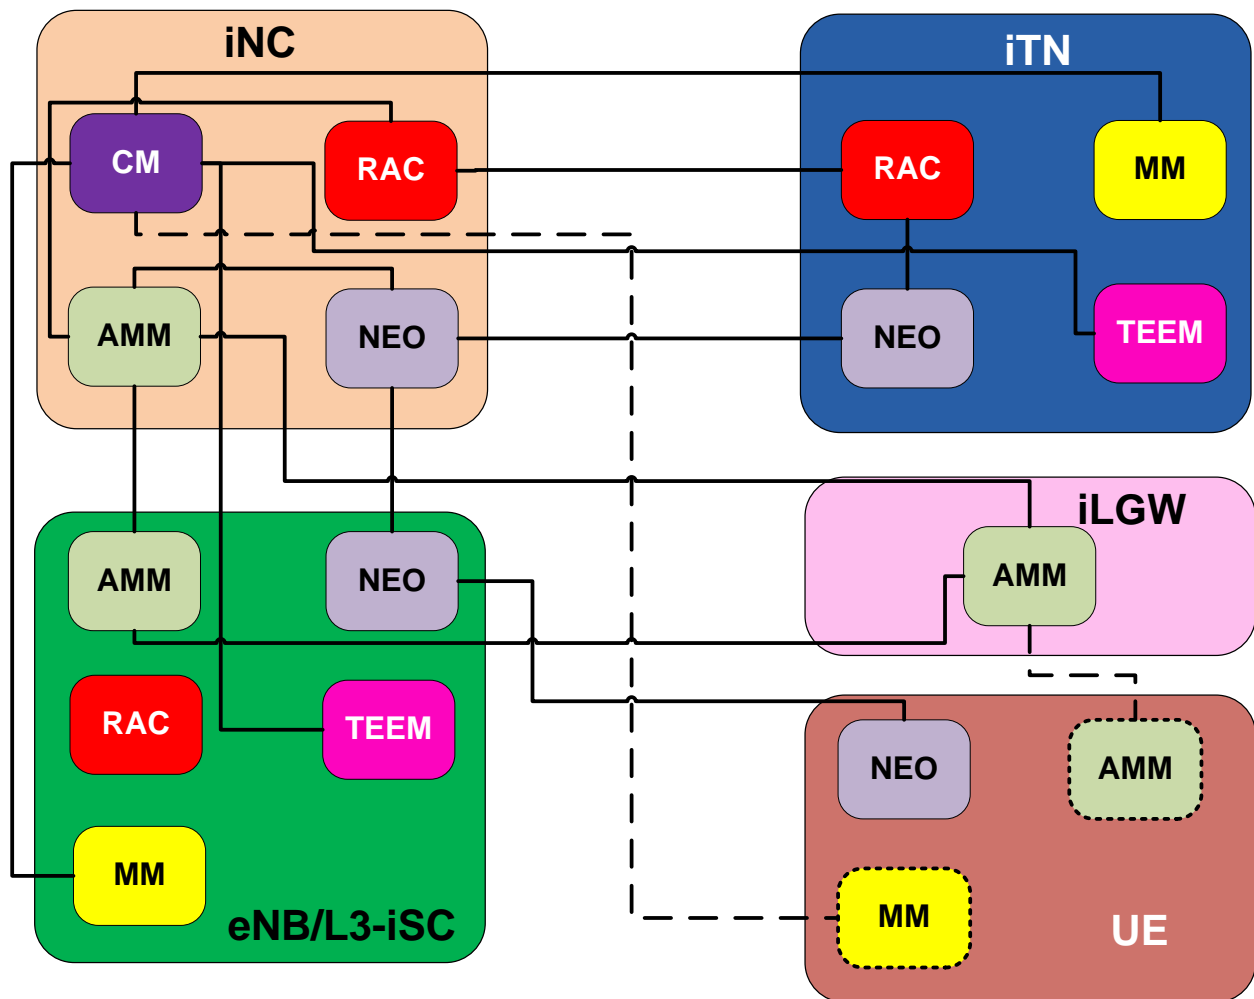 iNC
CM
RAC
AMM
NEO
iTN
RAC
MM
NEO
TEEM
iLGW
AMM
AMM
NEO
RAC
TEEM
MM
eNB/L3-iSC
NEO
AMM
MM
UE